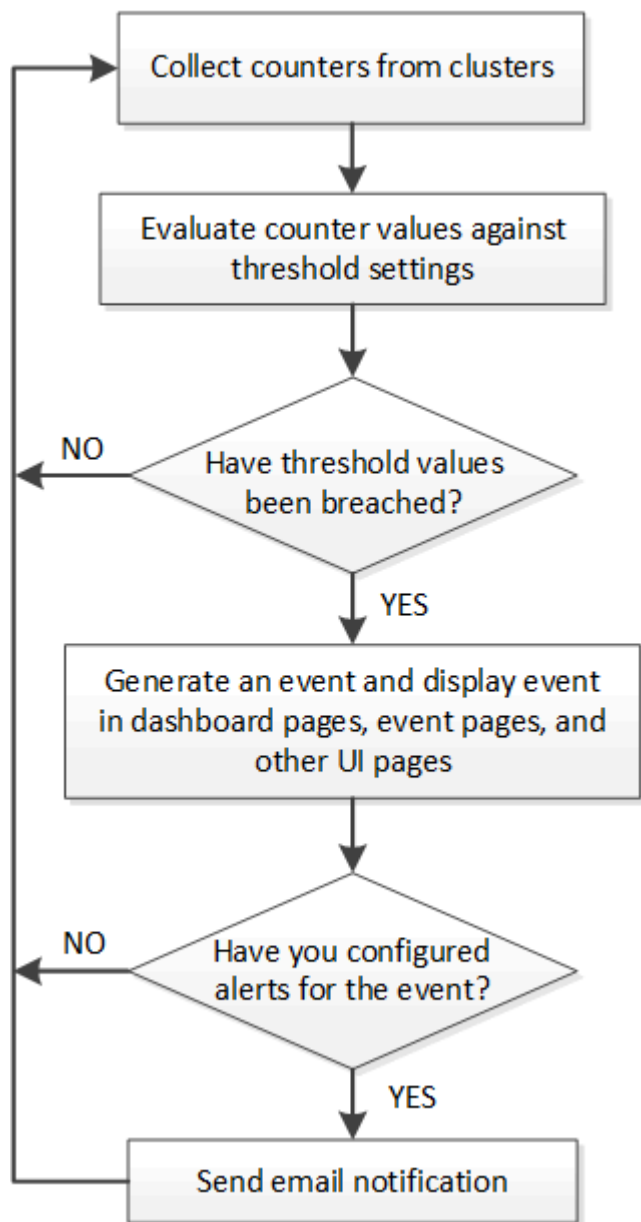 Collect counters from clusters
Evaluate counter values against
threshold settings
NO
Have threshold values
been breached?
YES
Generate an event and display event
in dashboard pages, event pages, and
other UI pages
NO
Have you configured
alerts for the event?
YES
Send email notification